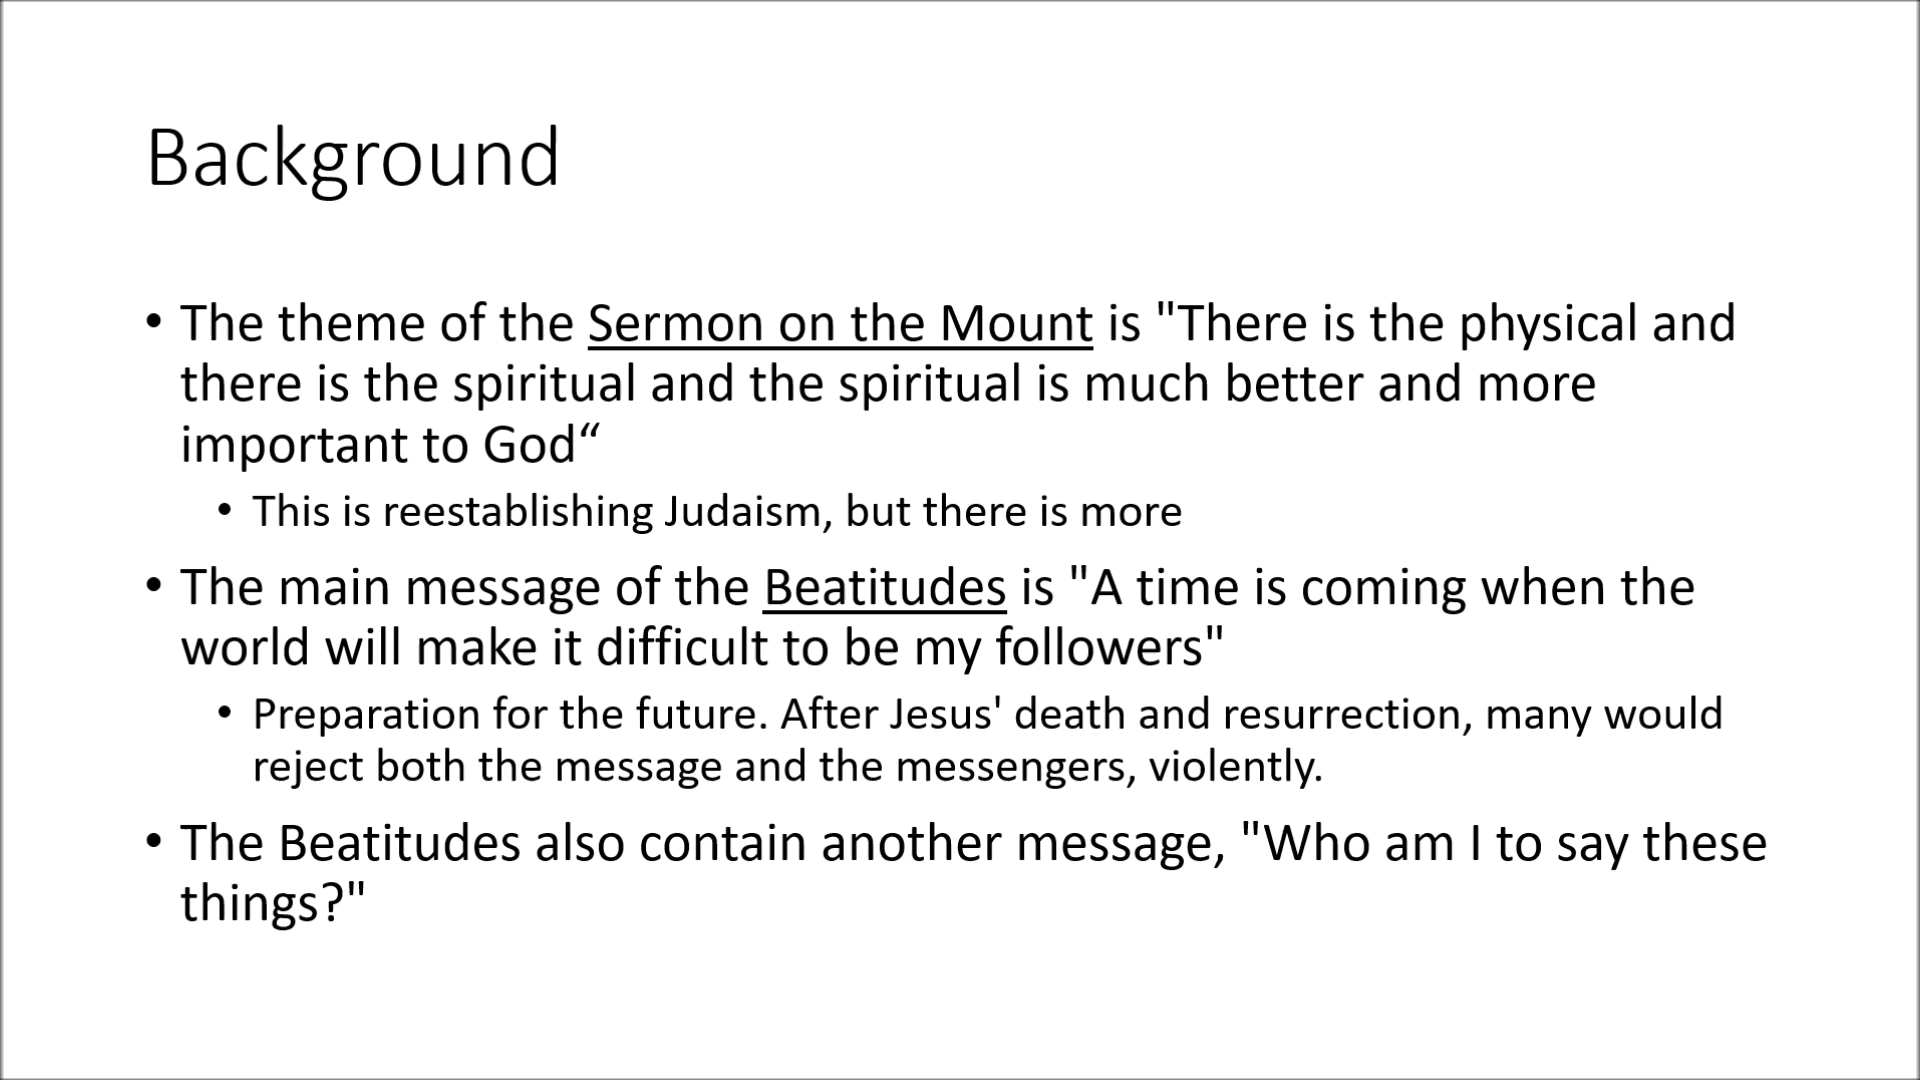 Background
• The theme of the Sermon on the Mount is "There is the physical and
there is the spiritual and the spiritual is much better and more
important to God“
• This is reestablishing Judaism, but there is more
• The main message of the Beatitudes is "A time is coming when the
world will make it difficult to be my followers"
• Preparation for the future. After Jesus' death and resurrection, many would
reject both the message and the messengers, violently.
• The Beatitudes also contain another message, "Who am I to say these
things?"